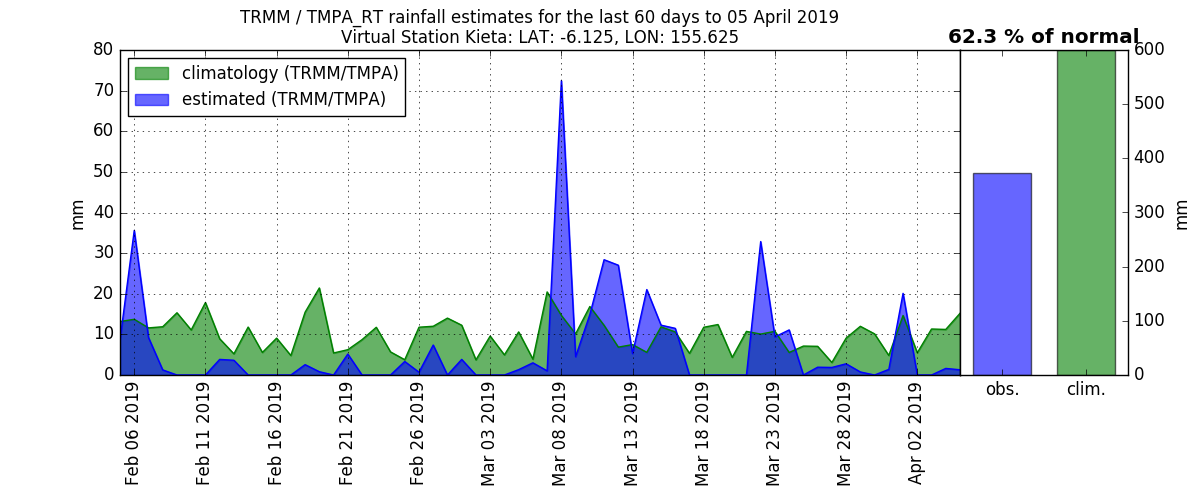 TRMM / TMPA_RT rainfall estimates for the last 60 days to 05 April 2019
Virtual Station Kieta: LAT: -6.125, LON: 155.625
62.3 % of normal
climatology (TRMM/TMPA)
estimated (TRMM/TMPA)
mm
80
70
60
50
40
30
20
10
0
Feb 06 2019
Feb 11 2019
Feb 16 2019
Feb 21 2019
Feb 26 2019
Mar 03 2019
Mar 08 2019
Mar 13 2019
Mar 18 2019
Mar 23 2019
Mar 28 2019
Apr 02 2019
obs.
clim.
600
500
400
300
200
100
0
mm